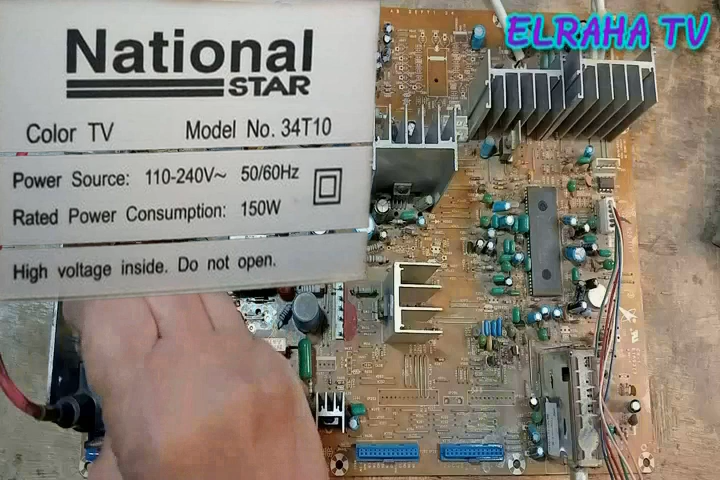 ELRAHA TV
National
STAR
Color TV Model No. 34T10
Power Source: 110-240V~ 50/60Hz
Rated Power Consumption: 150W
High voltage inside. Do not open.